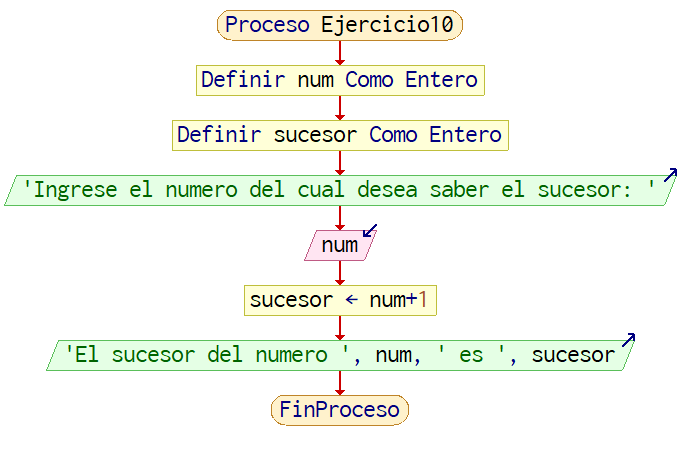 Proceso Ejercicio10
Definir num Como Entero
Definir sucesor Como Entero
'Ingrese el numero del cual desea saber el sucesor: '
num
sucesor ← num+1
'El sucesor del numero ', num, ' es ', sucesor
FinProceso